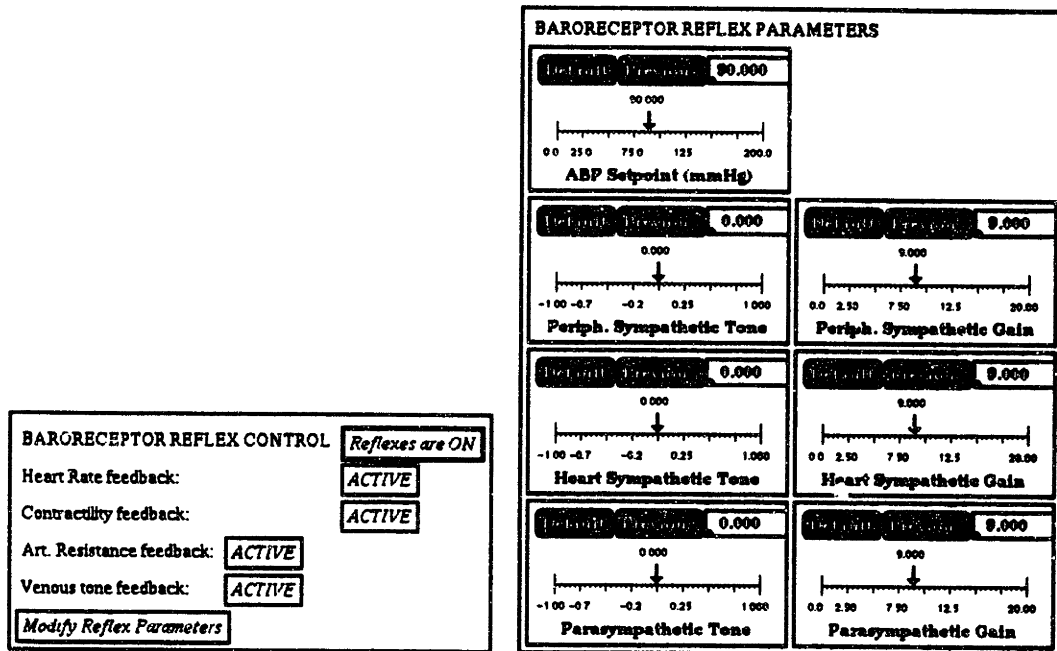 BARORECEPTOR REFLEX CONTROL Reflexes are ON
Heart Rate feedback: ACTIVE
Contractility feedback: ACTIVE
Art. Resistance feedback: ACTIVE
Venous tone feedback: ACTIVE
Modify Reflex Parameters
BARORECEPTOR REFLEX PARAMETERS
Default 90.000
90.000
0.0 25.0 75.0 125 200.0
ABP Setpoint (mmHg)
Default 0.000
0.000
-1.00 -0.7 -0.2 0.25 1.000
Periph. Sympathetic Tone
Default 9.000
9.000
0.0 2.50 7.50 12.5 20.00
Periph. Sympathetic Gain
Default 0.000
0.000
-1.00 -0.7 -0.2 0.25 1.000
Heart Sympathetic Tone
Default 9.000
9.000
0.0 2.50 7.50 12.5 20.00
Heart Sympathetic Gain
Default 0.000
0.000
-1.00 -0.7 -0.2 0.25 1.000
Parasympathetic Tone
Default 9.000
9.000
0.0 2.50 7.50 12.5 20.00
Parasympathetic Gain